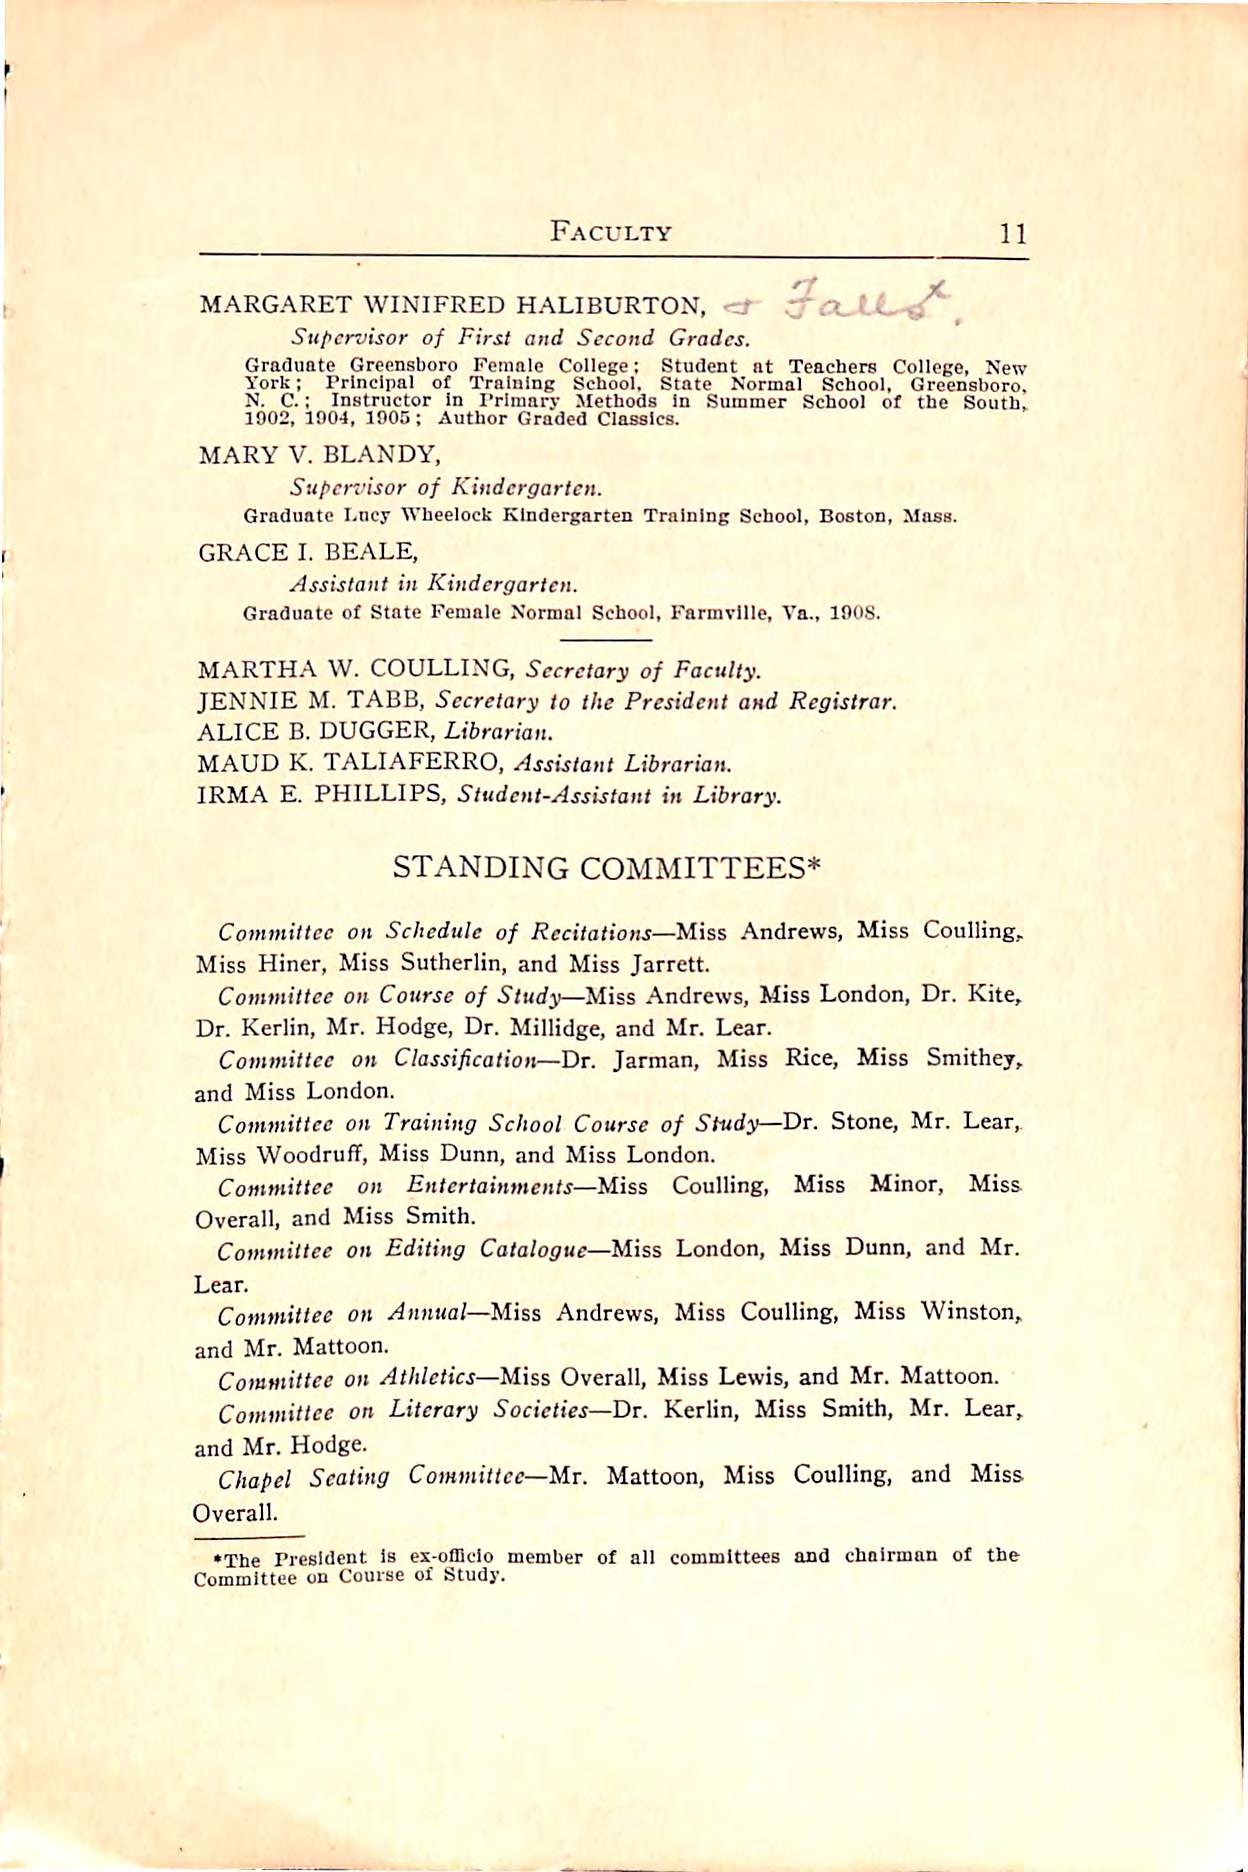 FACULTY 11
MARGARET WINIFRED HALIBURTON,
Supervisor of First and Second Grades.
Graduate Greensboro Female College; Student at Teachers College, New
York; Principal of Training School, State Normal School, Greensboro,
N. C.; Instructor in Primary Methods in Summer School of the South,
1902, 1904, 1905; Author Graded Classics.
MARY V. BLANDY,
Supervisor of Kindergarten.
Graduate Lucy Wheelock Kindergarten Training School, Boston, Mass.
GRACE I. BEALE,
Assistant in Kindergarten.
Graduate of State Female Normal School, Farmville, Va., 1908.
MARTHA W. COULLING, Secretary of Faculty.
JENNIE M. TABB, Secretary to the President and Registrar.
ALICE B. DUGGER, Librarian.
MAUD K. TALIAFERRO, Assistant Librarian.
IRMA E. PHILLIPS, Student-Assistant in Library.
STANDING COMMITTEES*
Committee on Schedule of Recitations—Miss Andrews, Miss Coulling,
Miss Hiner, Miss Sutherlin, and Miss Jarrett.
Committee on Course of Study—Miss Andrews, Miss London, Dr. Kite,
Dr. Kerlin, Mr. Hodge, Dr. Millidge, and Mr. Lear.
Committee on Classification—Dr. Jarman, Miss Rice, Miss Smithey,
and Miss London.
Committee on Training School Course of Study—Dr. Stone, Mr. Lear,
Miss Woodruff, Miss Dunn, and Miss London.
Committee on Entertainments—Miss Coulling, Miss Minor, Miss
Overall, and Miss Smith.
Committee on Editing Catalogue—Miss London, Miss Dunn, and Mr.
Lear.
Committee on Annual—Miss Andrews, Miss Coulling, Miss Winston,
and Mr. Mattoon.
Committee on Athletics—Miss Overall, Miss Lewis, and Mr. Mattoon.
Committee on Literary Societies—Dr. Kerlin, Miss Smith, Mr. Lear,
and Mr. Hodge.
Chapel Seating Committee—Mr. Mattoon, Miss Coulling, and Miss
Overall.
*The President is ex-officio member of all committees and chairman of the
Committee on Course of Study.